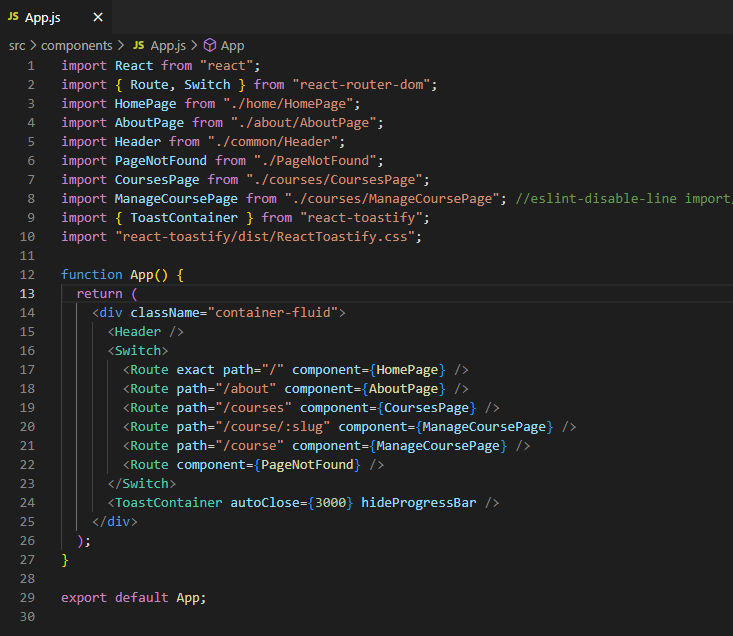 JS App.js ×
src > components > JS App.js > App
1 import React from "react";
2 import { Route, Switch } from "react-router-dom";
3 import HomePage from "./home/HomePage";
4 import AboutPage from "./about/AboutPage";
5 import Header from "./common/Header";
6 import PageNotFound from "./PageNotFound";
7 import CoursesPage from "./courses/CoursesPage";
8 import ManageCoursePage from "./courses/ManageCoursePage"; //eslint-disable-line import/
9 import { ToastContainer } from "react-toastify";
10 import "react-toastify/dist/ReactToastify.css";
11
12 function App() {
13   return (
14     <div className="container-fluid">
15       <Header />
16       <Switch>
17         <Route exact path="/" component={HomePage} />
18         <Route path="/about" component={AboutPage} />
19         <Route path="/courses" component={CoursesPage} />
20         <Route path="/course/:slug" component={ManageCoursePage} />
21         <Route path="/course" component={ManageCoursePage} />
22         <Route component={PageNotFound} />
23       </Switch>
24       <ToastContainer autoClose={3000} hideProgressBar />
25     </div>
26   );
27 }
28
29 export default App;
30